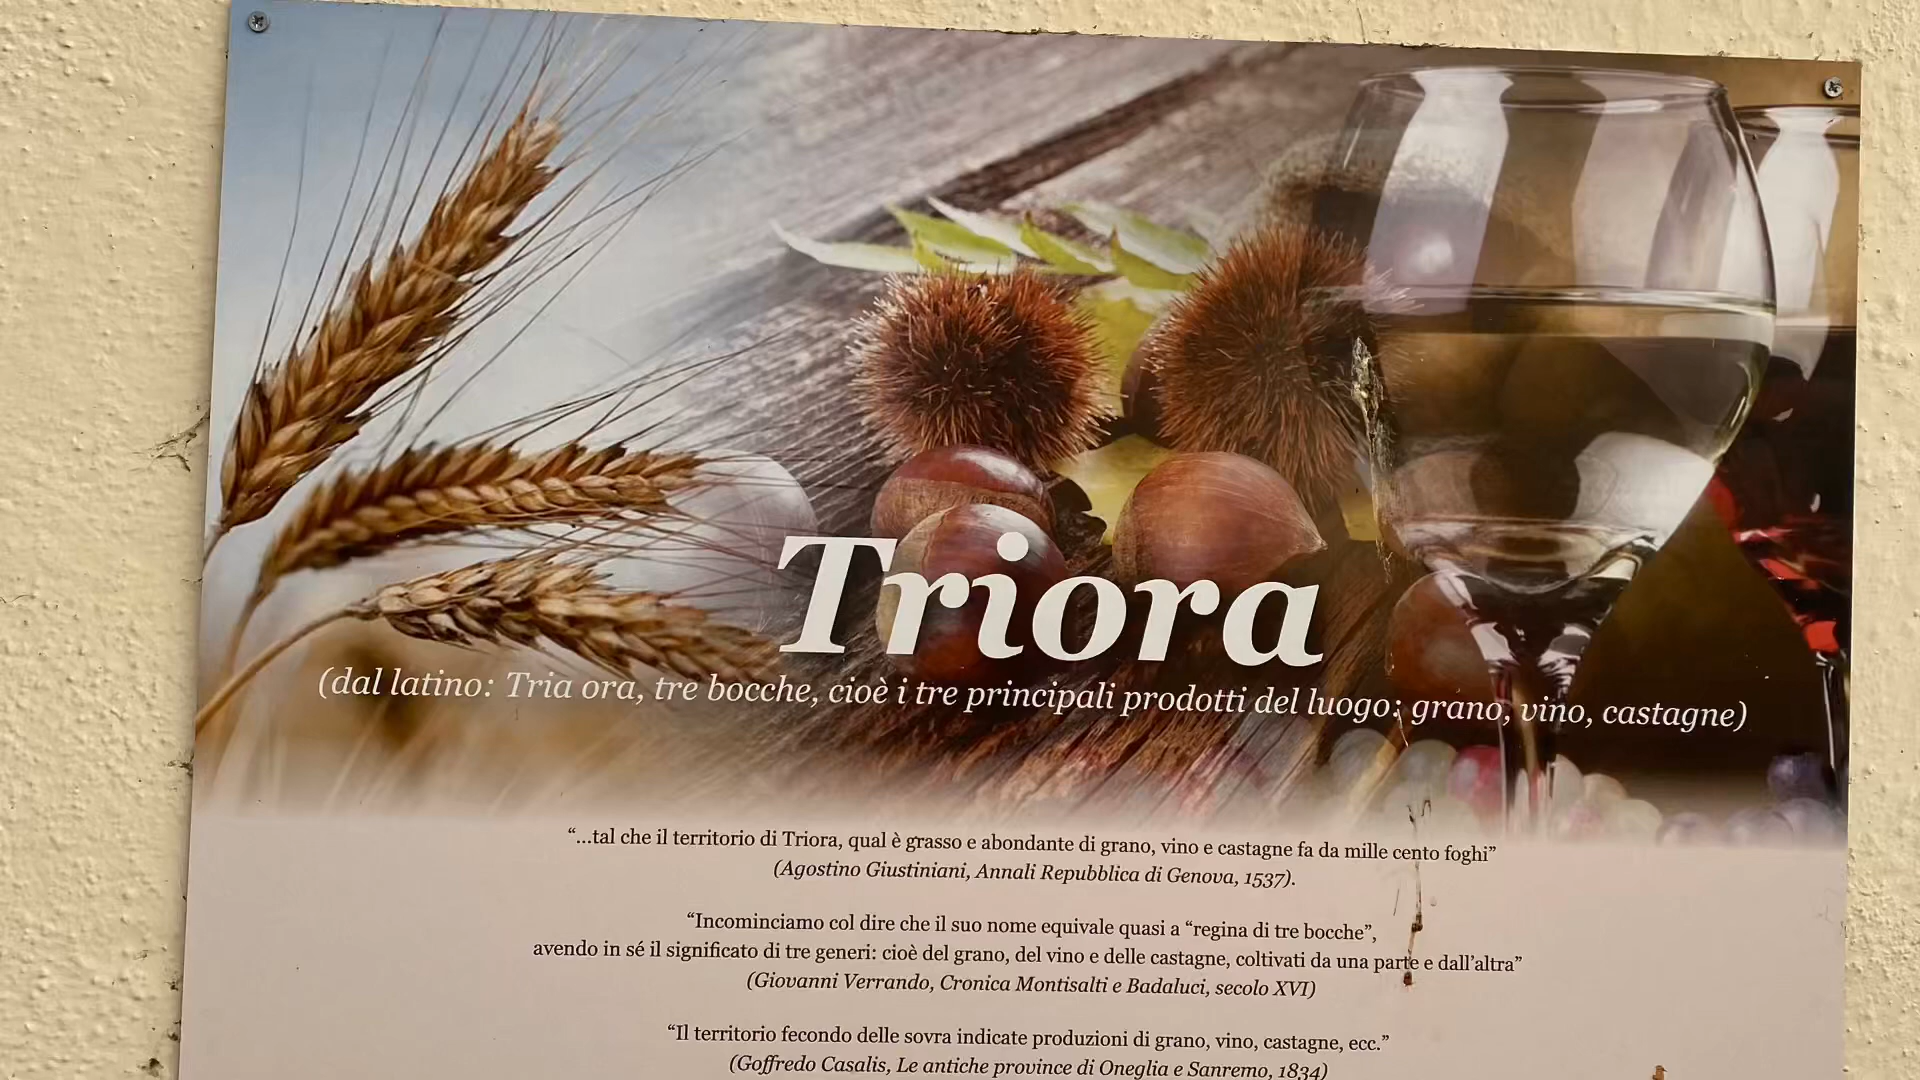 Triora
(dal latino: Tria ora, tre bocche, cioè i tre principali prodotti del luogo: grano, vino, castagne)
“...tal che il territorio di Triora, qual è grasso e abondante di grano, vino e castagne fa da mille cento foghi”
(Agostino Giustiniani, Annali Repubblica di Genova, 1537).
“Incominciamo col dire che il suo nome equivale quasi a “regina di tre bocche”,
avendo in sé il significato di tre generi: cioè del grano, del vino e delle castagne, coltivati da una parte e dall’altra”
(Giovanni Verrando, Cronica Montisalti e Badaluci, secolo XVI)
“Il territorio fecondo delle sovra indicate produzioni di grano, vino, castagne, ecc.”
(Goffredo Casalis, Le antiche province di Oneglia e Sanremo, 1834)